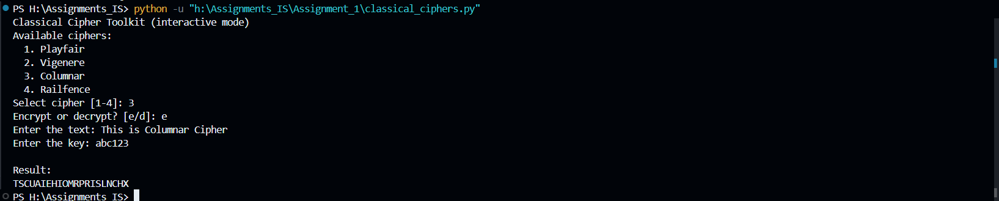 PS H:\Assignments_IS> python -u "h:\Assignments_IS\Assignment_1\classical_ciphers.py"
Classical Cipher Toolkit (interactive mode)
Available ciphers:
  1. Playfair
  2. Vigenere
  3. Columnar
  4. Railfence
Select cipher [1-4]: 3
Encrypt or decrypt? [e/d]: e
Enter the text: This is Columnar Cipher
Enter the key: abc123

Result:
TSCUAIEHIOMRPRISLNCHX
PS H:\Assignments_IS>